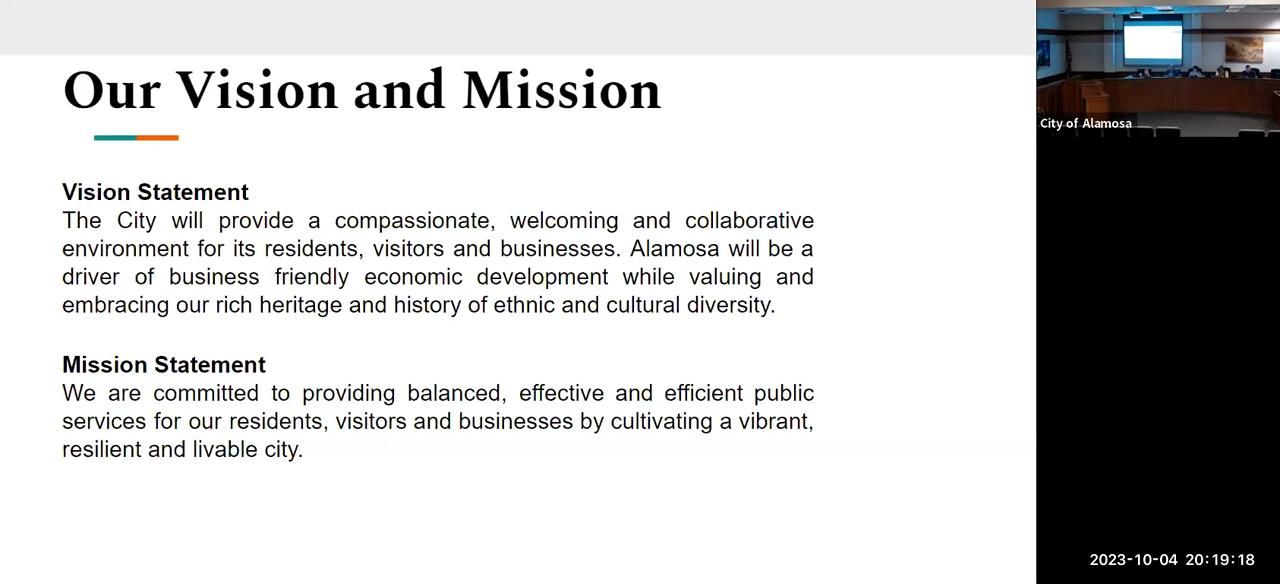 Our Vision and Mission
Vision Statement
The City will provide a compassionate, welcoming and collaborative
environment for its residents, visitors and businesses. Alamosa will be a
driver of business friendly economic development while valuing and
embracing our rich heritage and history of ethnic and cultural diversity.
Mission Statement
We are committed to providing balanced, effective and efficient public
services for our residents, visitors and businesses by cultivating a vibrant,
resilient and livable city.
City of Alamosa
2023-10-04 20:19:18